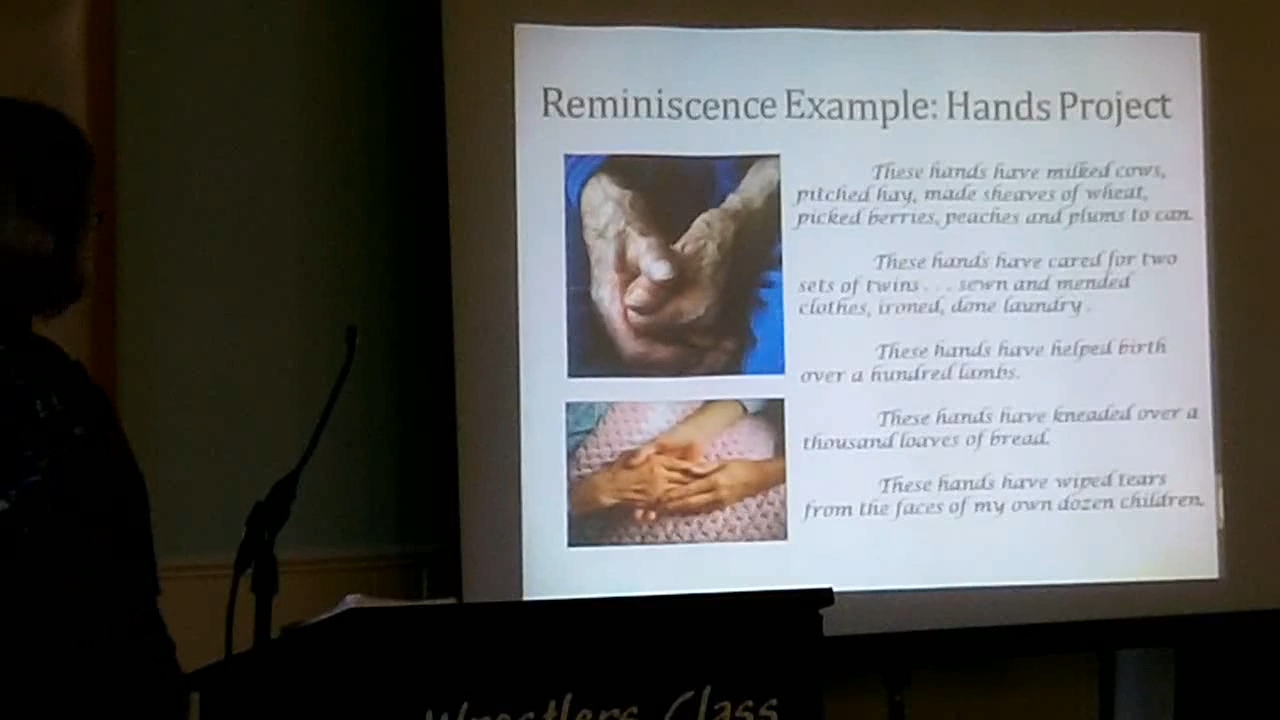 Reminiscence Example: Hands Project
These hands have milked cows,
pitched hay, made sheaves of wheat,
picked berries, peaches and plums to can.
These hands have cared for two
sets of twins . . . sewn and mended
clothes, ironed, done laundry .
These hands have helped birth
over a hundred lambs.
These hands have kneaded over a
thousand loaves of bread.
These hands have wiped tears
from the faces of my own dozen children.
Wrestlers Class